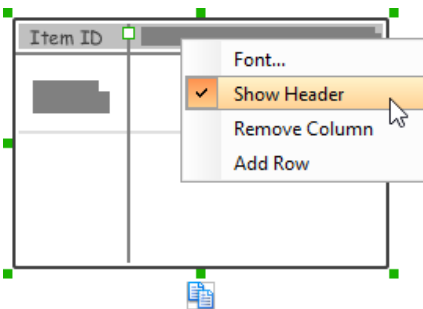 Item ID
Font...
Show Header
Remove Column
Add Row